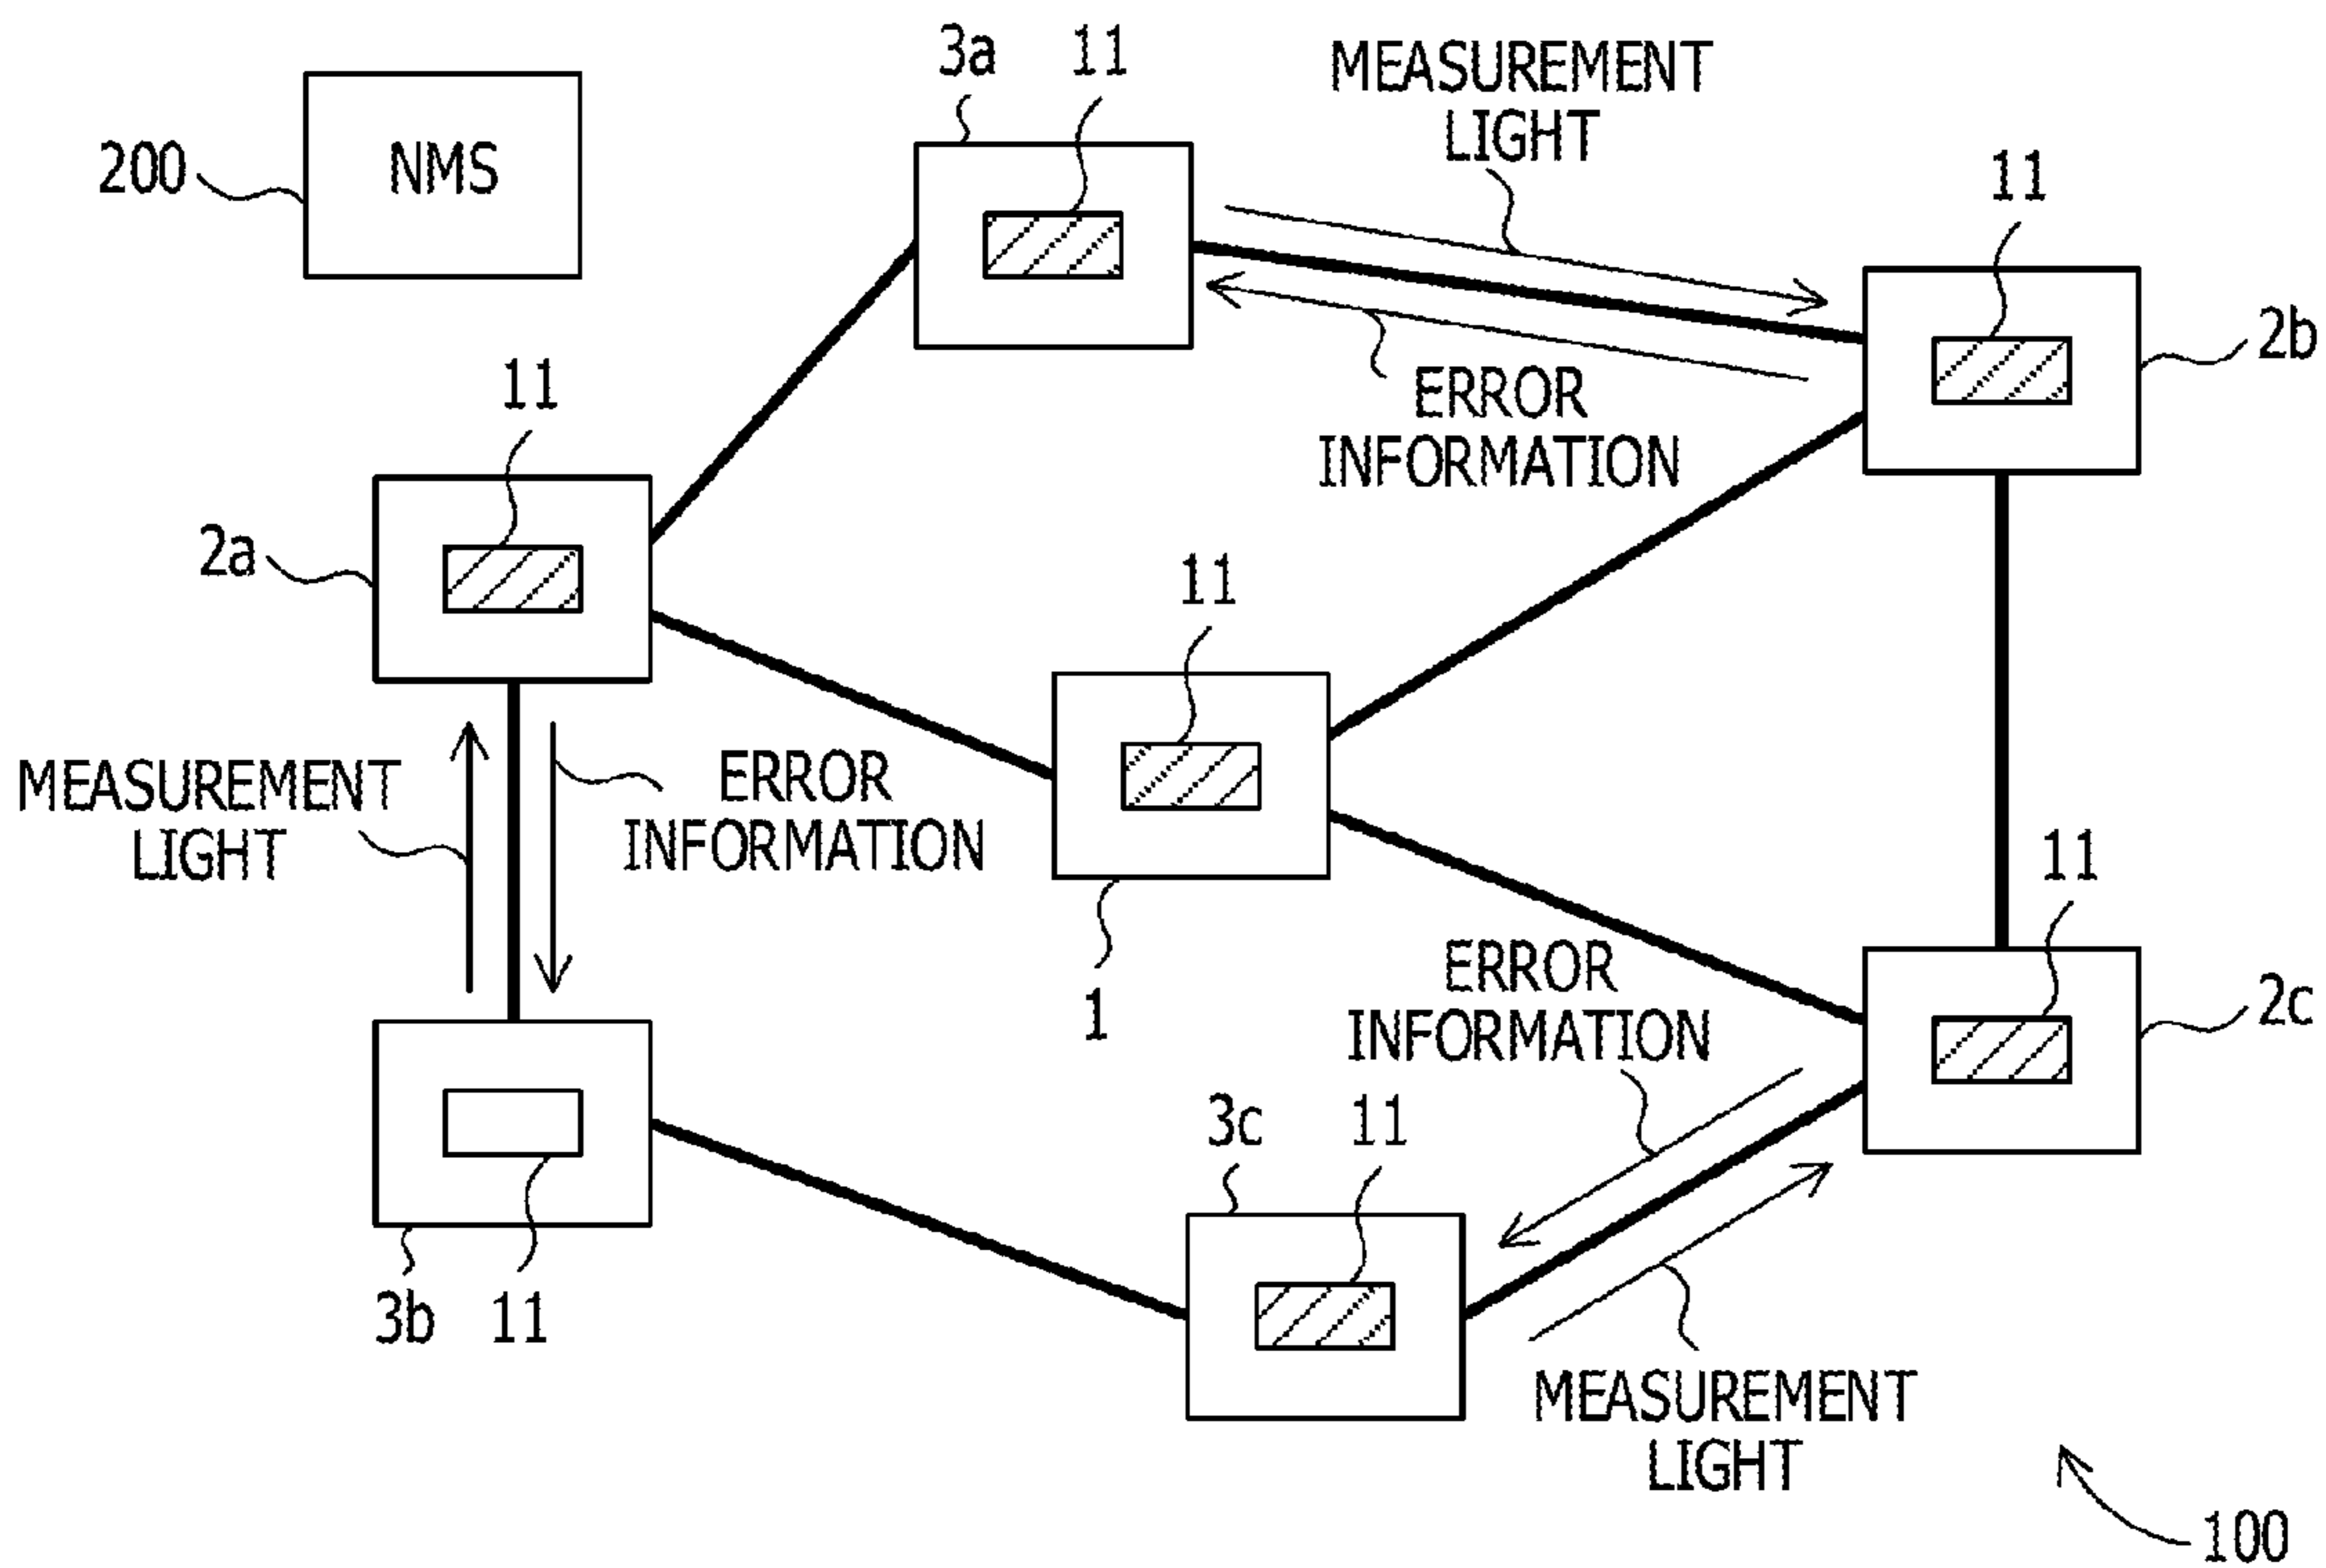 3a
11
MEASUREMENT
LIGHT
200
NMS
11
2b
11
2a
ERROR
INFORMATION
11
MEASUREMENT
LIGHT
ERROR
INFORMATION
1
11
2c
ERROR
INFORMATION
3b
11
3c
11
MEASUREMENT
LIGHT
100